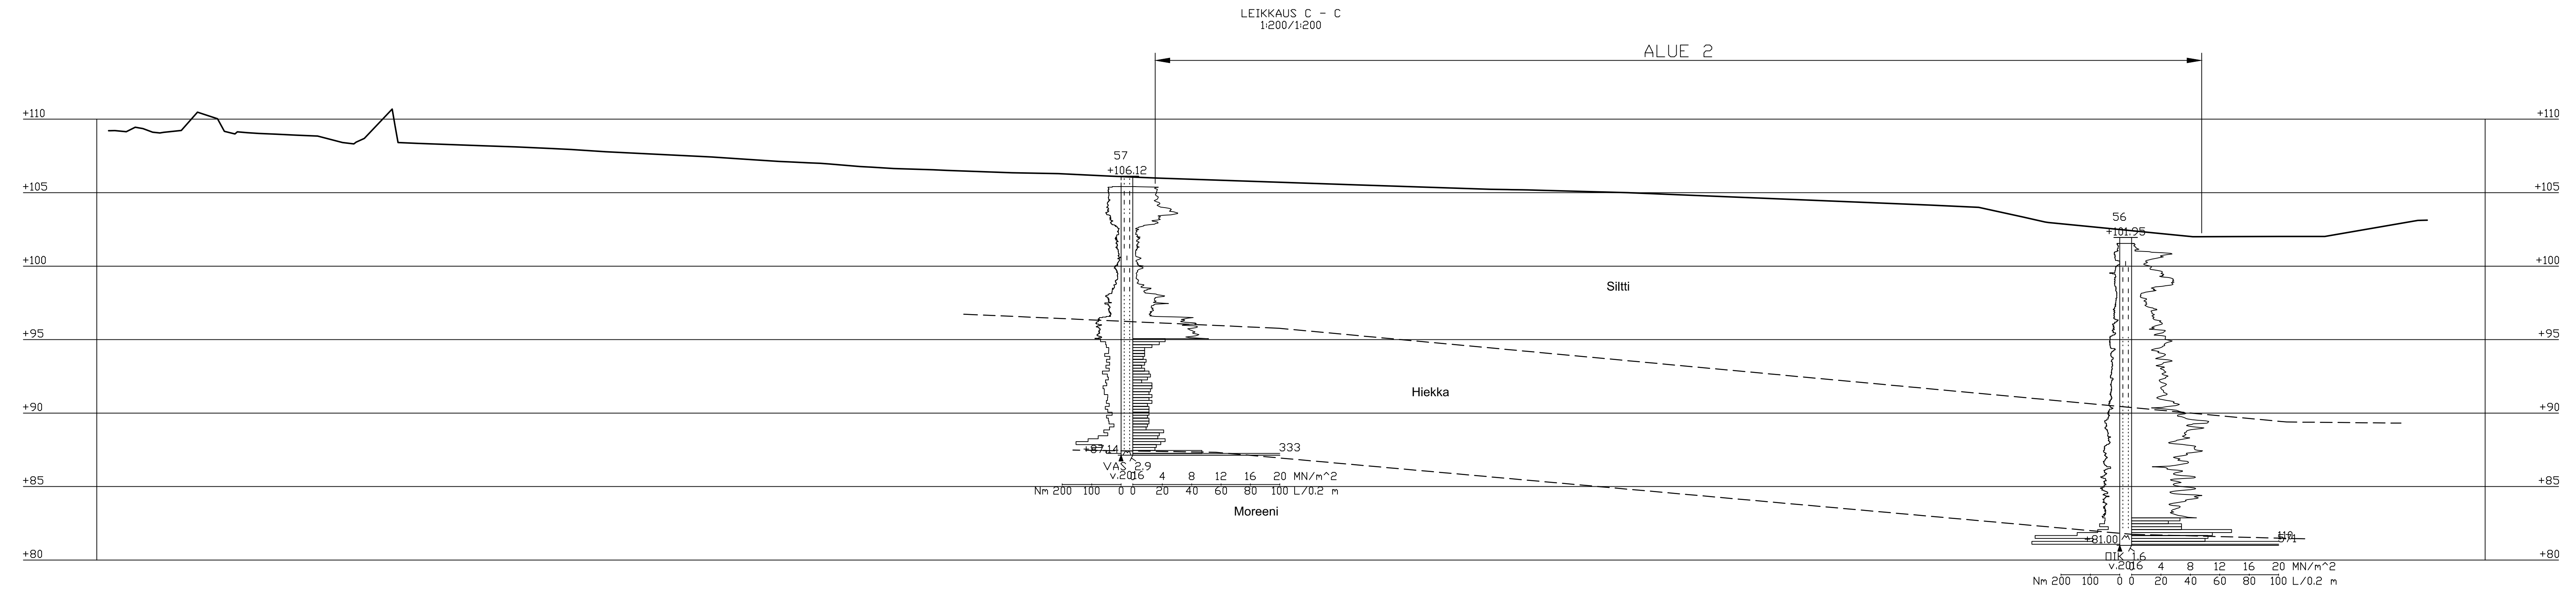 LEIKKAUS C - C
1:200/1:200
ALUE 2
+110 +110
57
+106.12
+105 +105
56
+101.95
+100 +100
Siltti
+95 +95
Hiekka
+90 +90
+87.14 333
VAS 2.9
v.2016 4 8 12 16 20 MN/m^2
+85 +85
Nm 200 100 0 0 20 40 60 80 100 L/0.2 m
Moreeni
+81.00
+80 +80
1.6
v.2016 4 8 12 16 20 MN/m^2
Nm 200 100 0 0 20 40 60 80 100 L/0.2 m